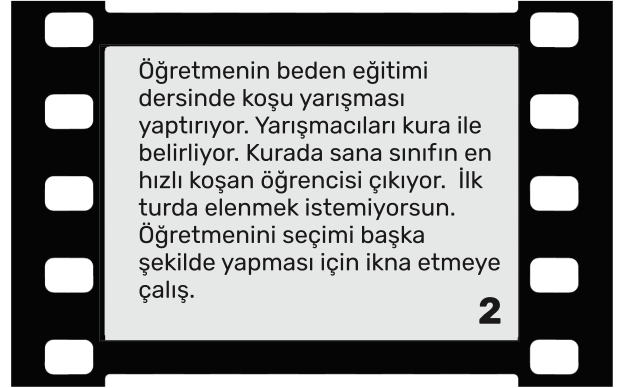 Öğretmenin beden eğitimi
dersinde koşu yarışması
yaptırıyor. Yarışmacıları kura ile
belirliyor. Kurada sana sınıfın en
hızlı koşan öğrencisi çıkıyor.  İlk
turda elenmek istemiyorsun.
Öğretmenini seçimi başka
şekilde yapması için ikna etmeye
çalış.
2